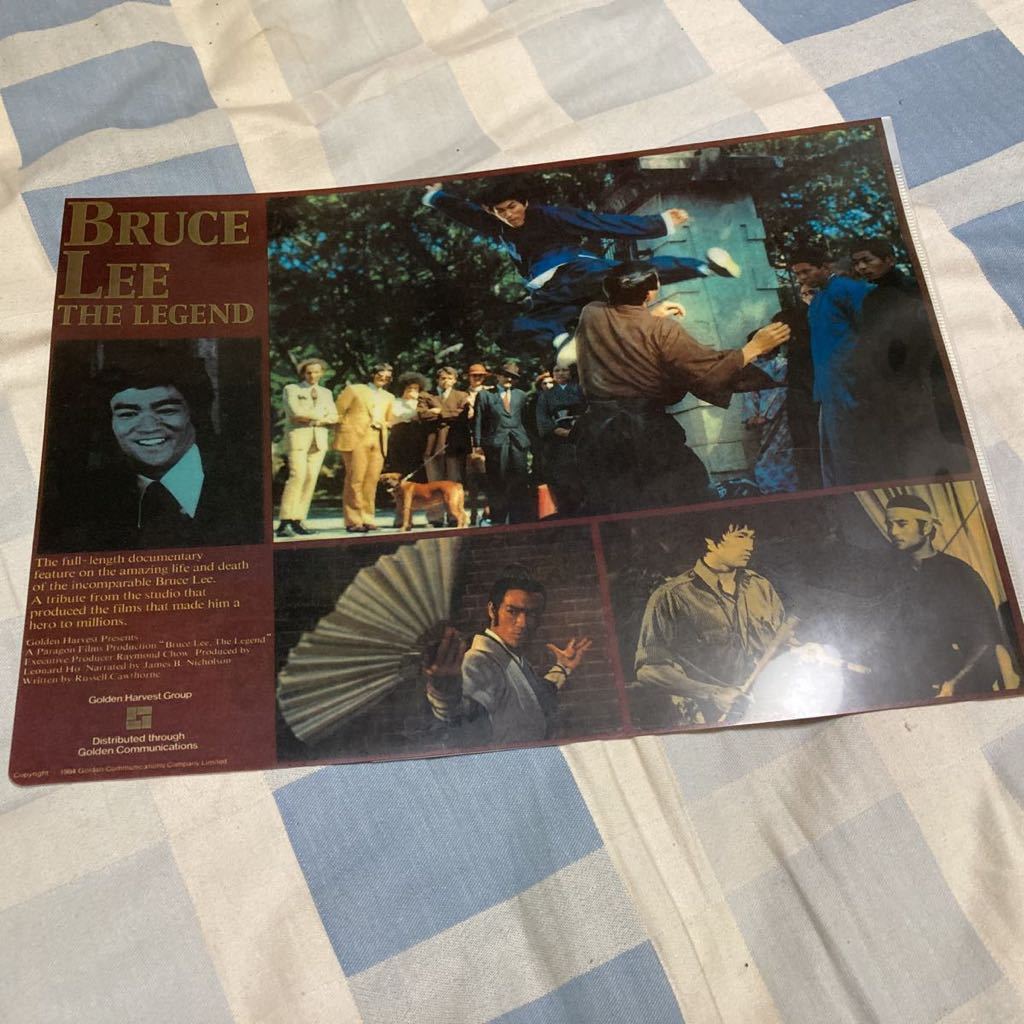 BRUCE
LEE
THE LEGEND
The full-length documentary
feature on the amazing life and death
of the incomparable Bruce Lee.
A tribute from the studio that
produced the films that made him a
hero to millions.
Golden Harvest Presents
A Paragon Films Production "Bruce Lee, The Legend"
Executive Producer Raymond Chow Produced by
Leonard Ho Narrated by James B. Nicholson
Written by Russell Cawthorne
Golden Harvest Group
Distributed through
Golden Communications
Copyright 1984 Golden Communications Company Limited